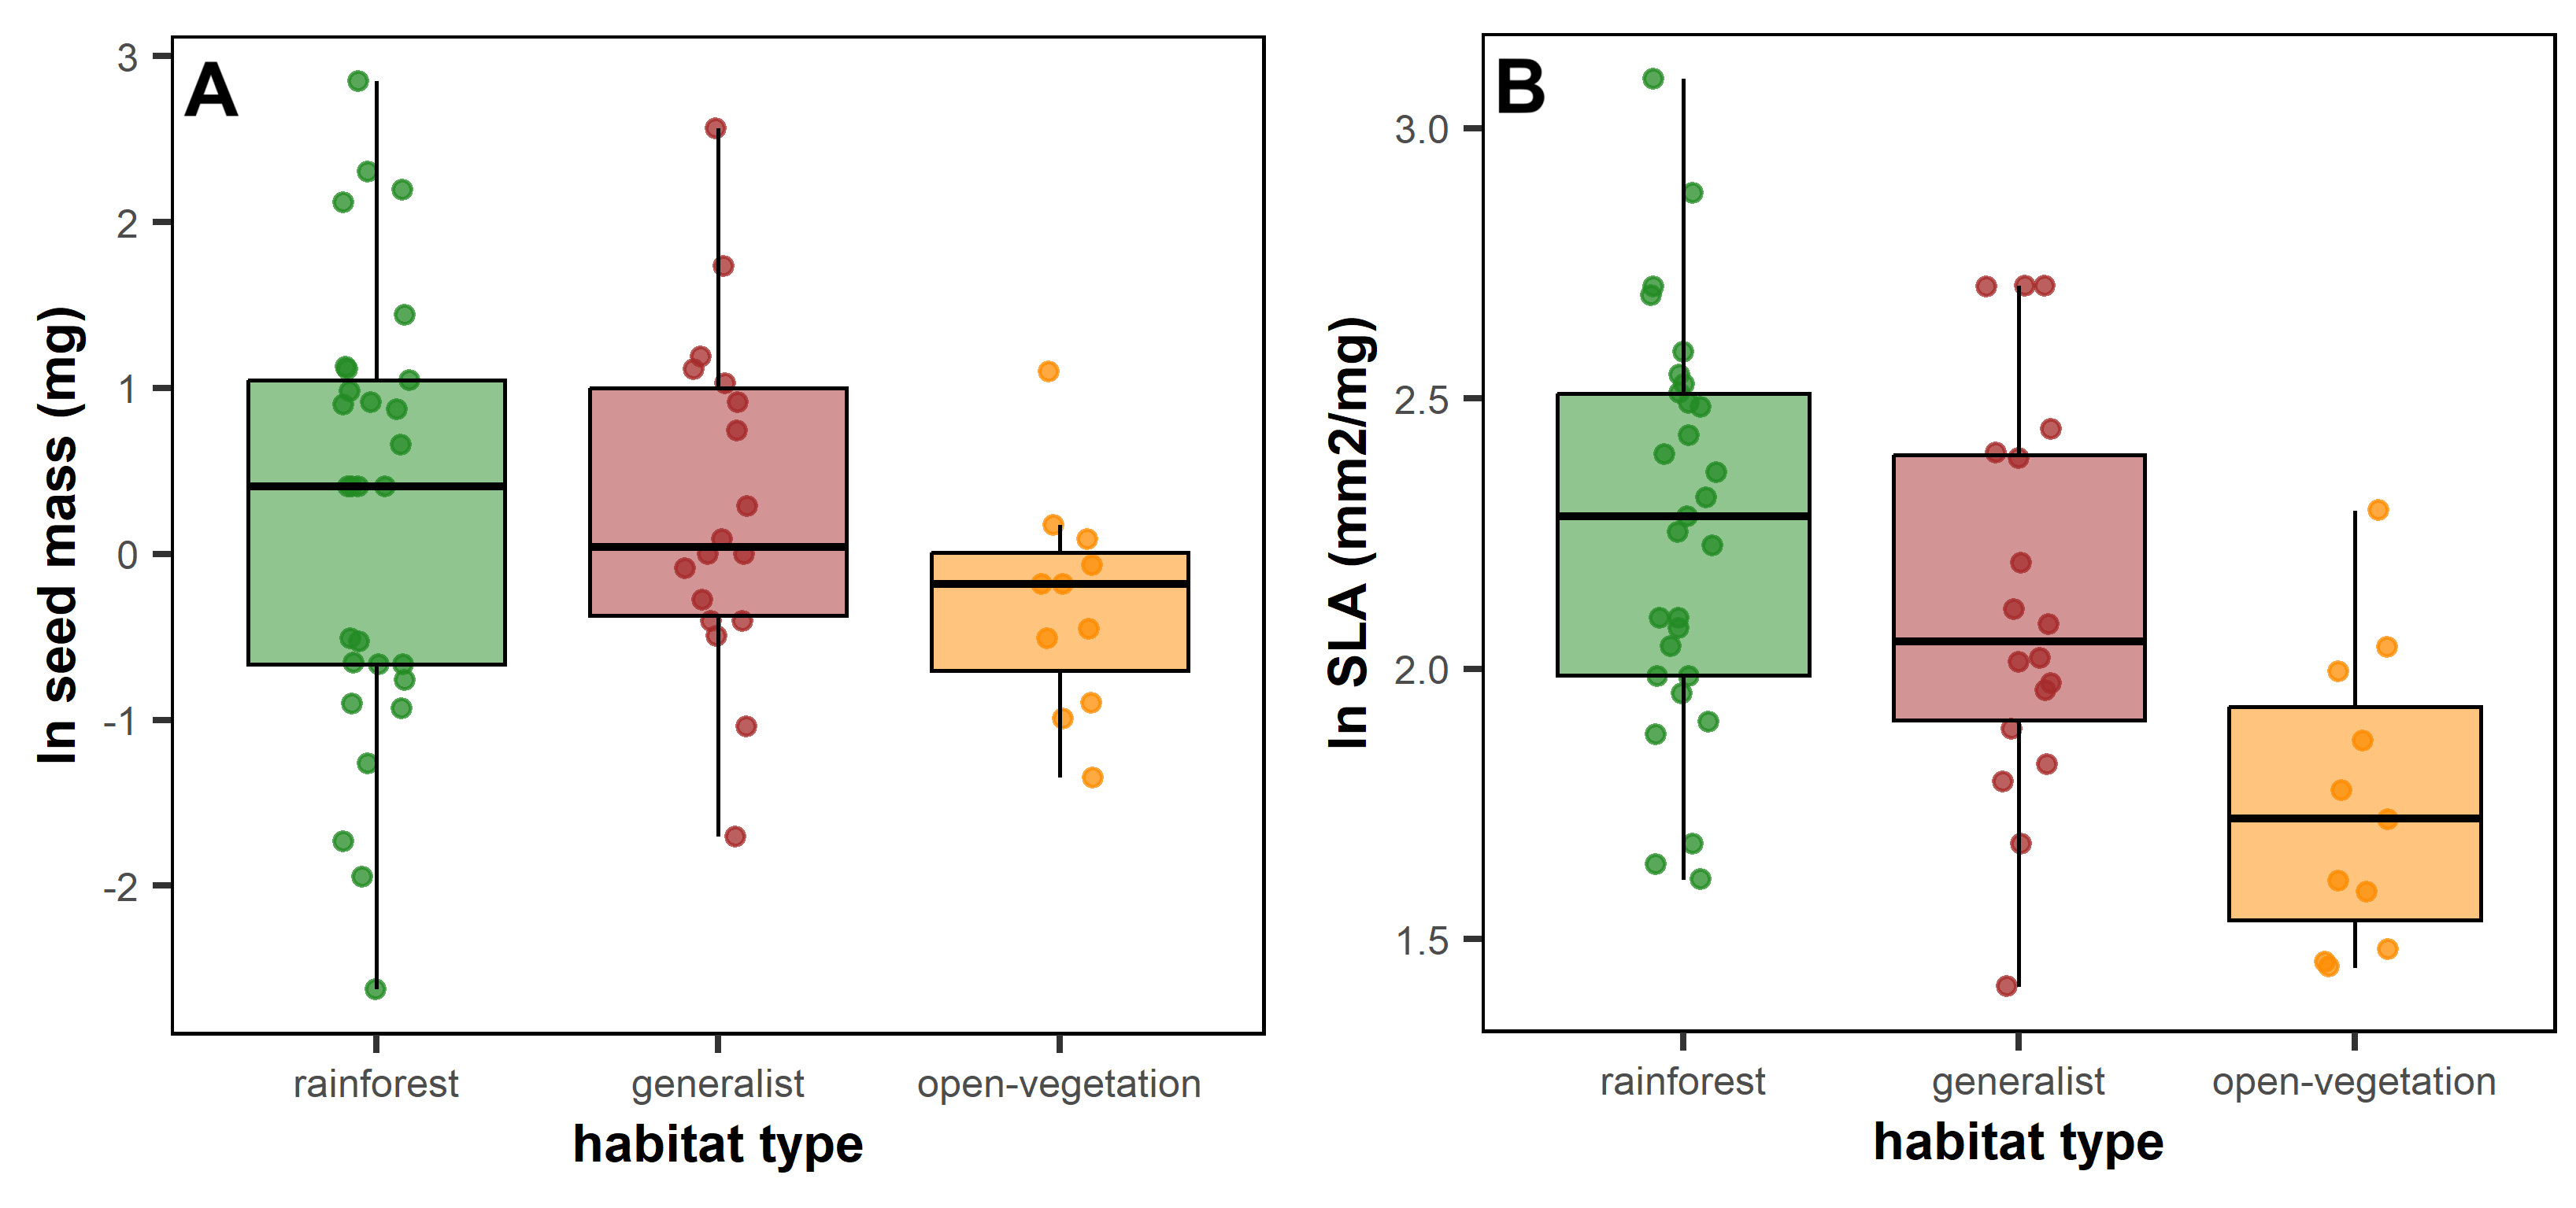 A
ln seed mass (mg)
3
2
1
0
-1
-2
rainforest generalist open-vegetation
habitat type
B
ln SLA (mm2/mg)
3.0
2.5
2.0
1.5
rainforest generalist open-vegetation
habitat type